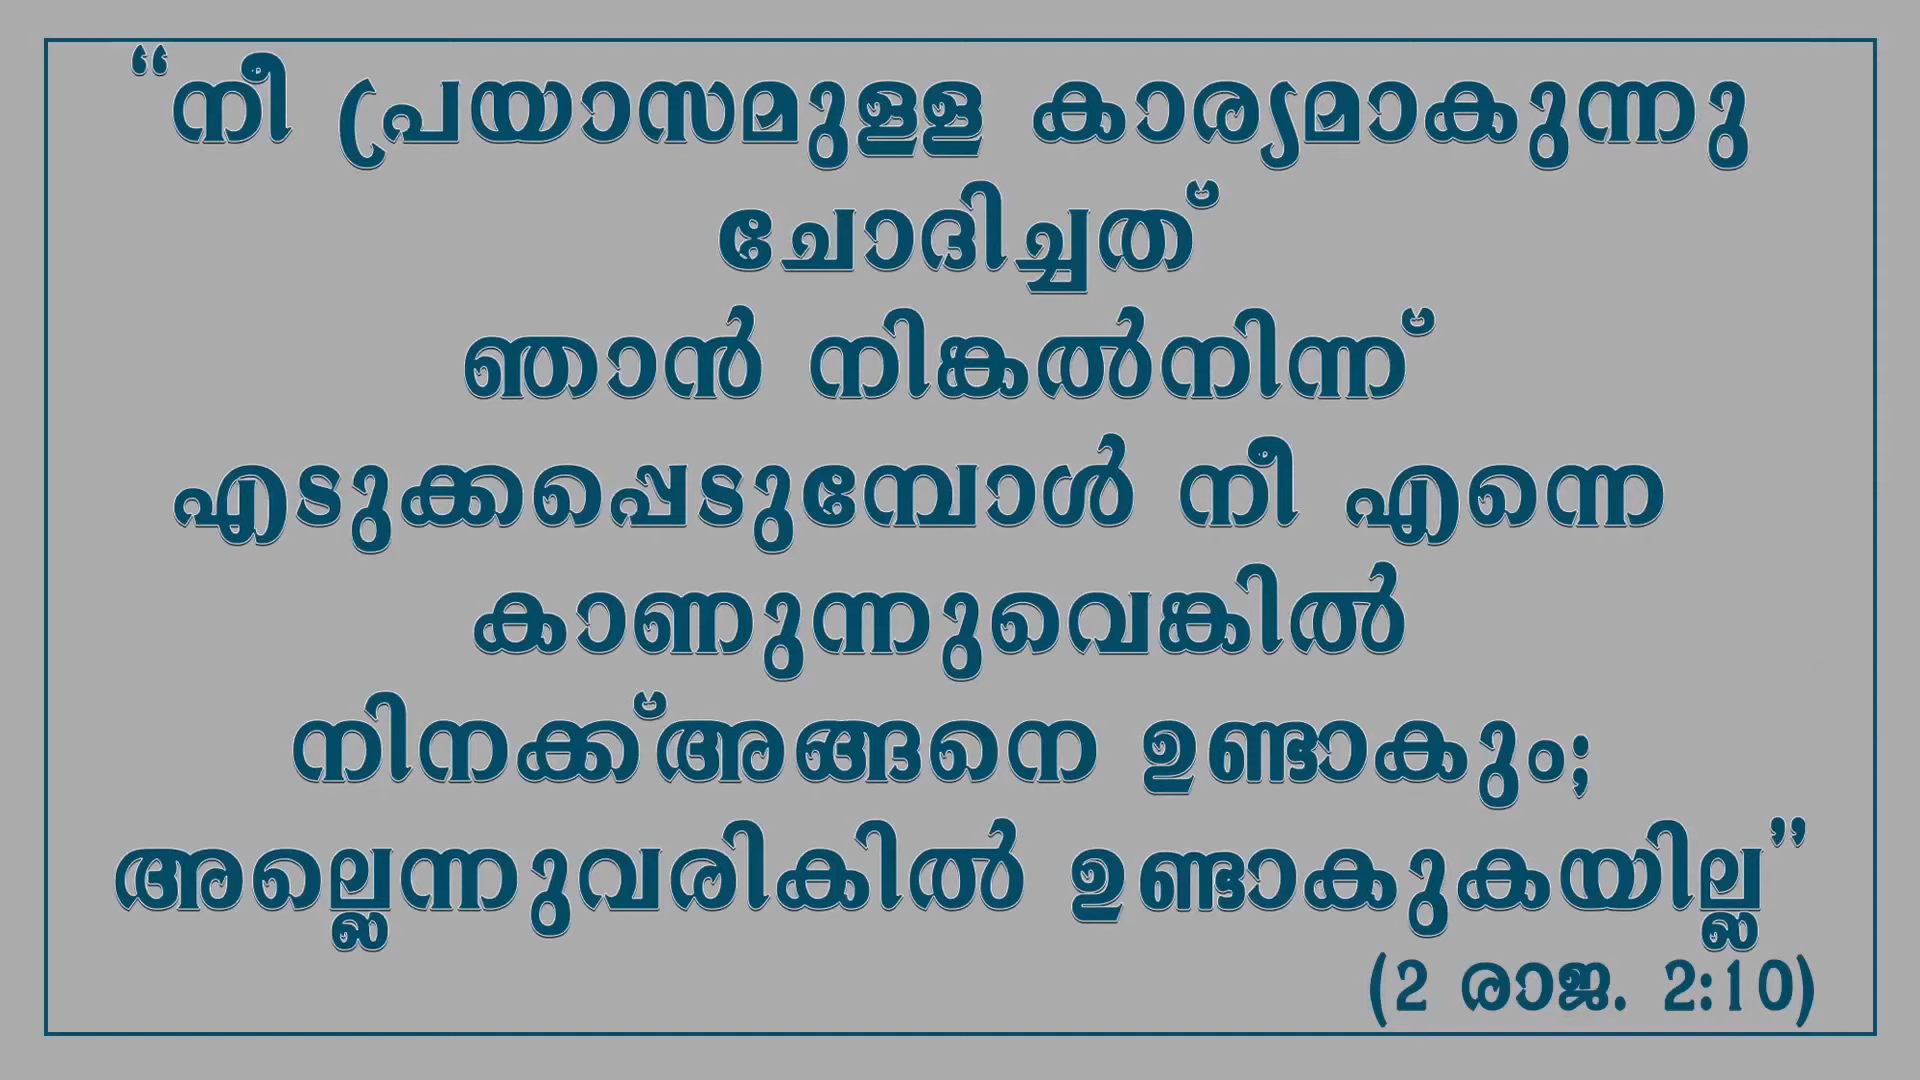 “നീ പ്രയാസമുളള കാര്യമാകുന്നു
ചോദിച്ചത്
ഞാൻ നിങ്കൽനിന്ന്
എടുക്കപ്പെടുമ്പോൾ നീ എന്നെ
കാണുന്നുവെങ്കിൽ
നിനക്ക്അങ്ങനെ ഉണ്ടാകും;
അല്ലെന്നുവരികിൽ ഉണ്ടാകുകയില്ല”
(2 രാജ. 2:10)